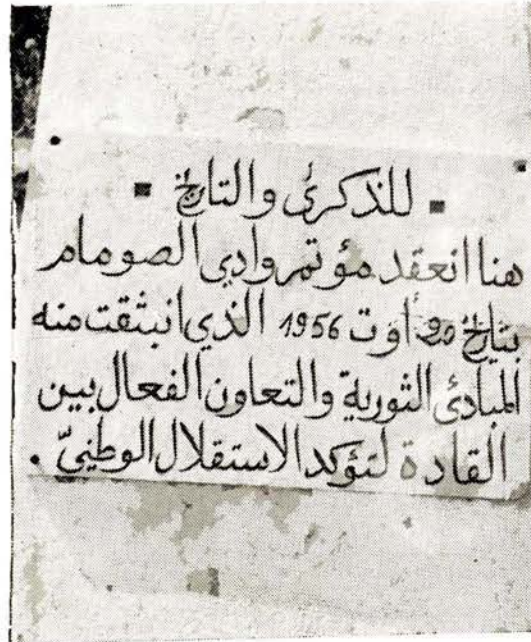 ▪ للذكرى والتاريخ ▪
هنا انعقد مؤتمر وادي الصومام
بتاريخ 20 أوت 1956 الذي انبثقت منه
المبادئ الثورية والتعاون الفعال بين
القادة لتؤكد الاستقلال الوطنيّ .